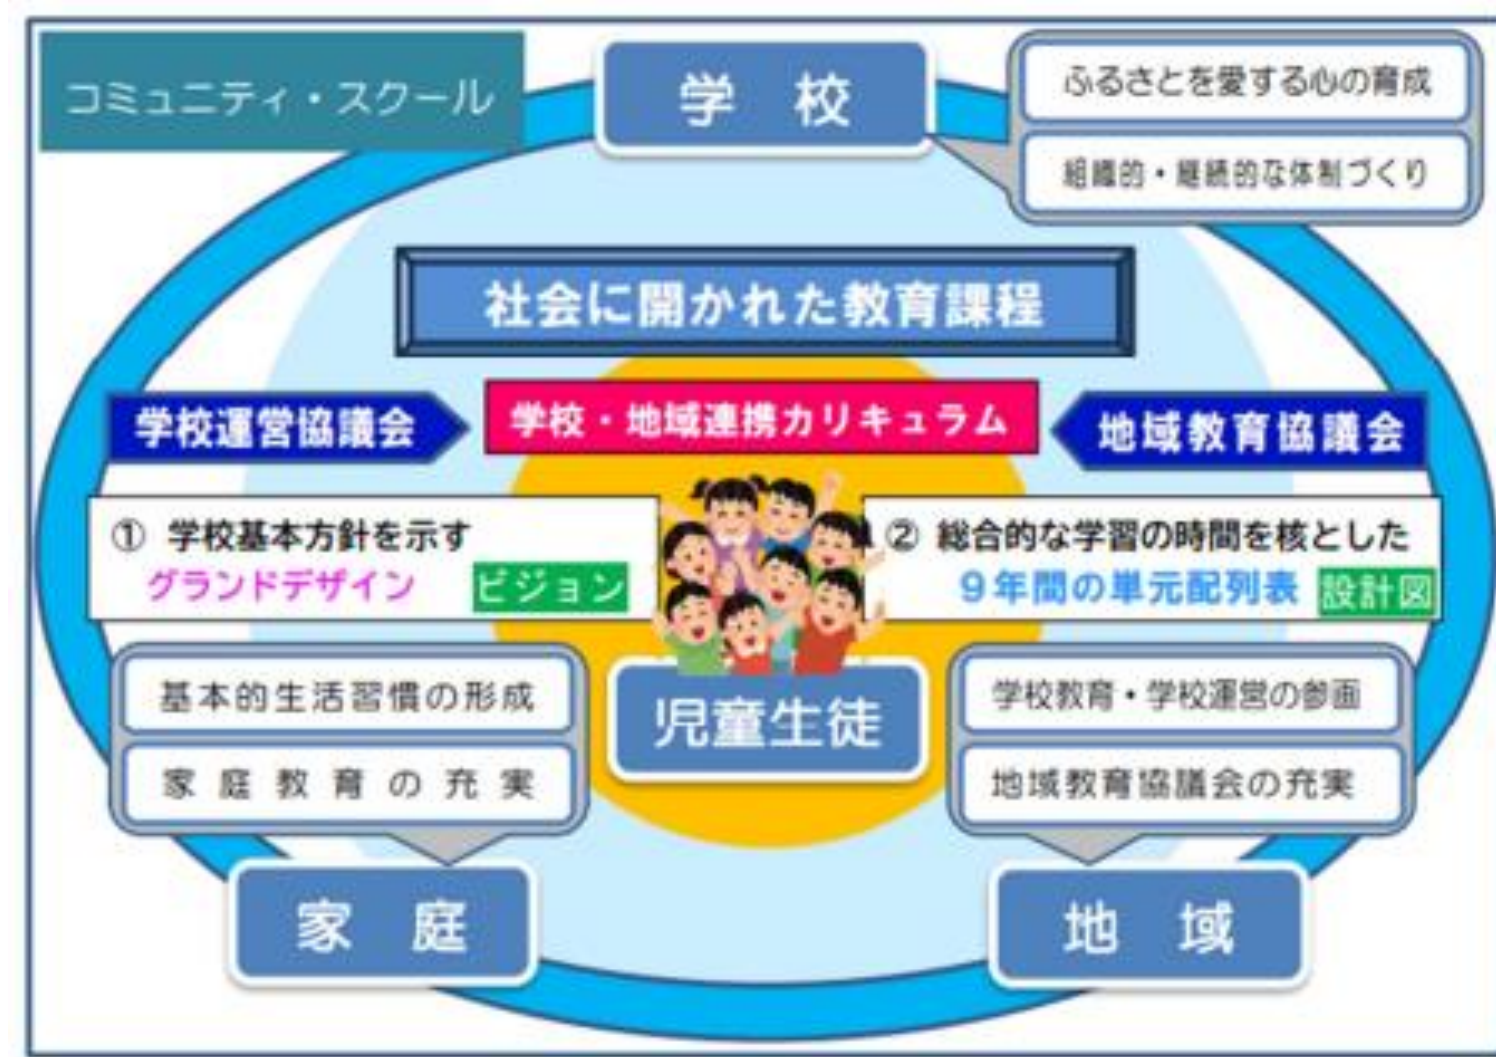 コミュニティ・スクール
学校
ふるさとを愛する心の育成
組織的・継続的な体制づくり
社会に開かれた教育課程
学校運営協議会
学校・地域連携カリキュラム
地域教育協議会
① 学校基本方針を示す
グランドデザイン ビジョン
② 総合的な学習の時間を核とした
9年間の単元配列表 設計図
基本的生活習慣の形成
家庭教育の充実
児童生徒
学校教育・学校運営の参画
地域教育協議会の充実
家庭
地域